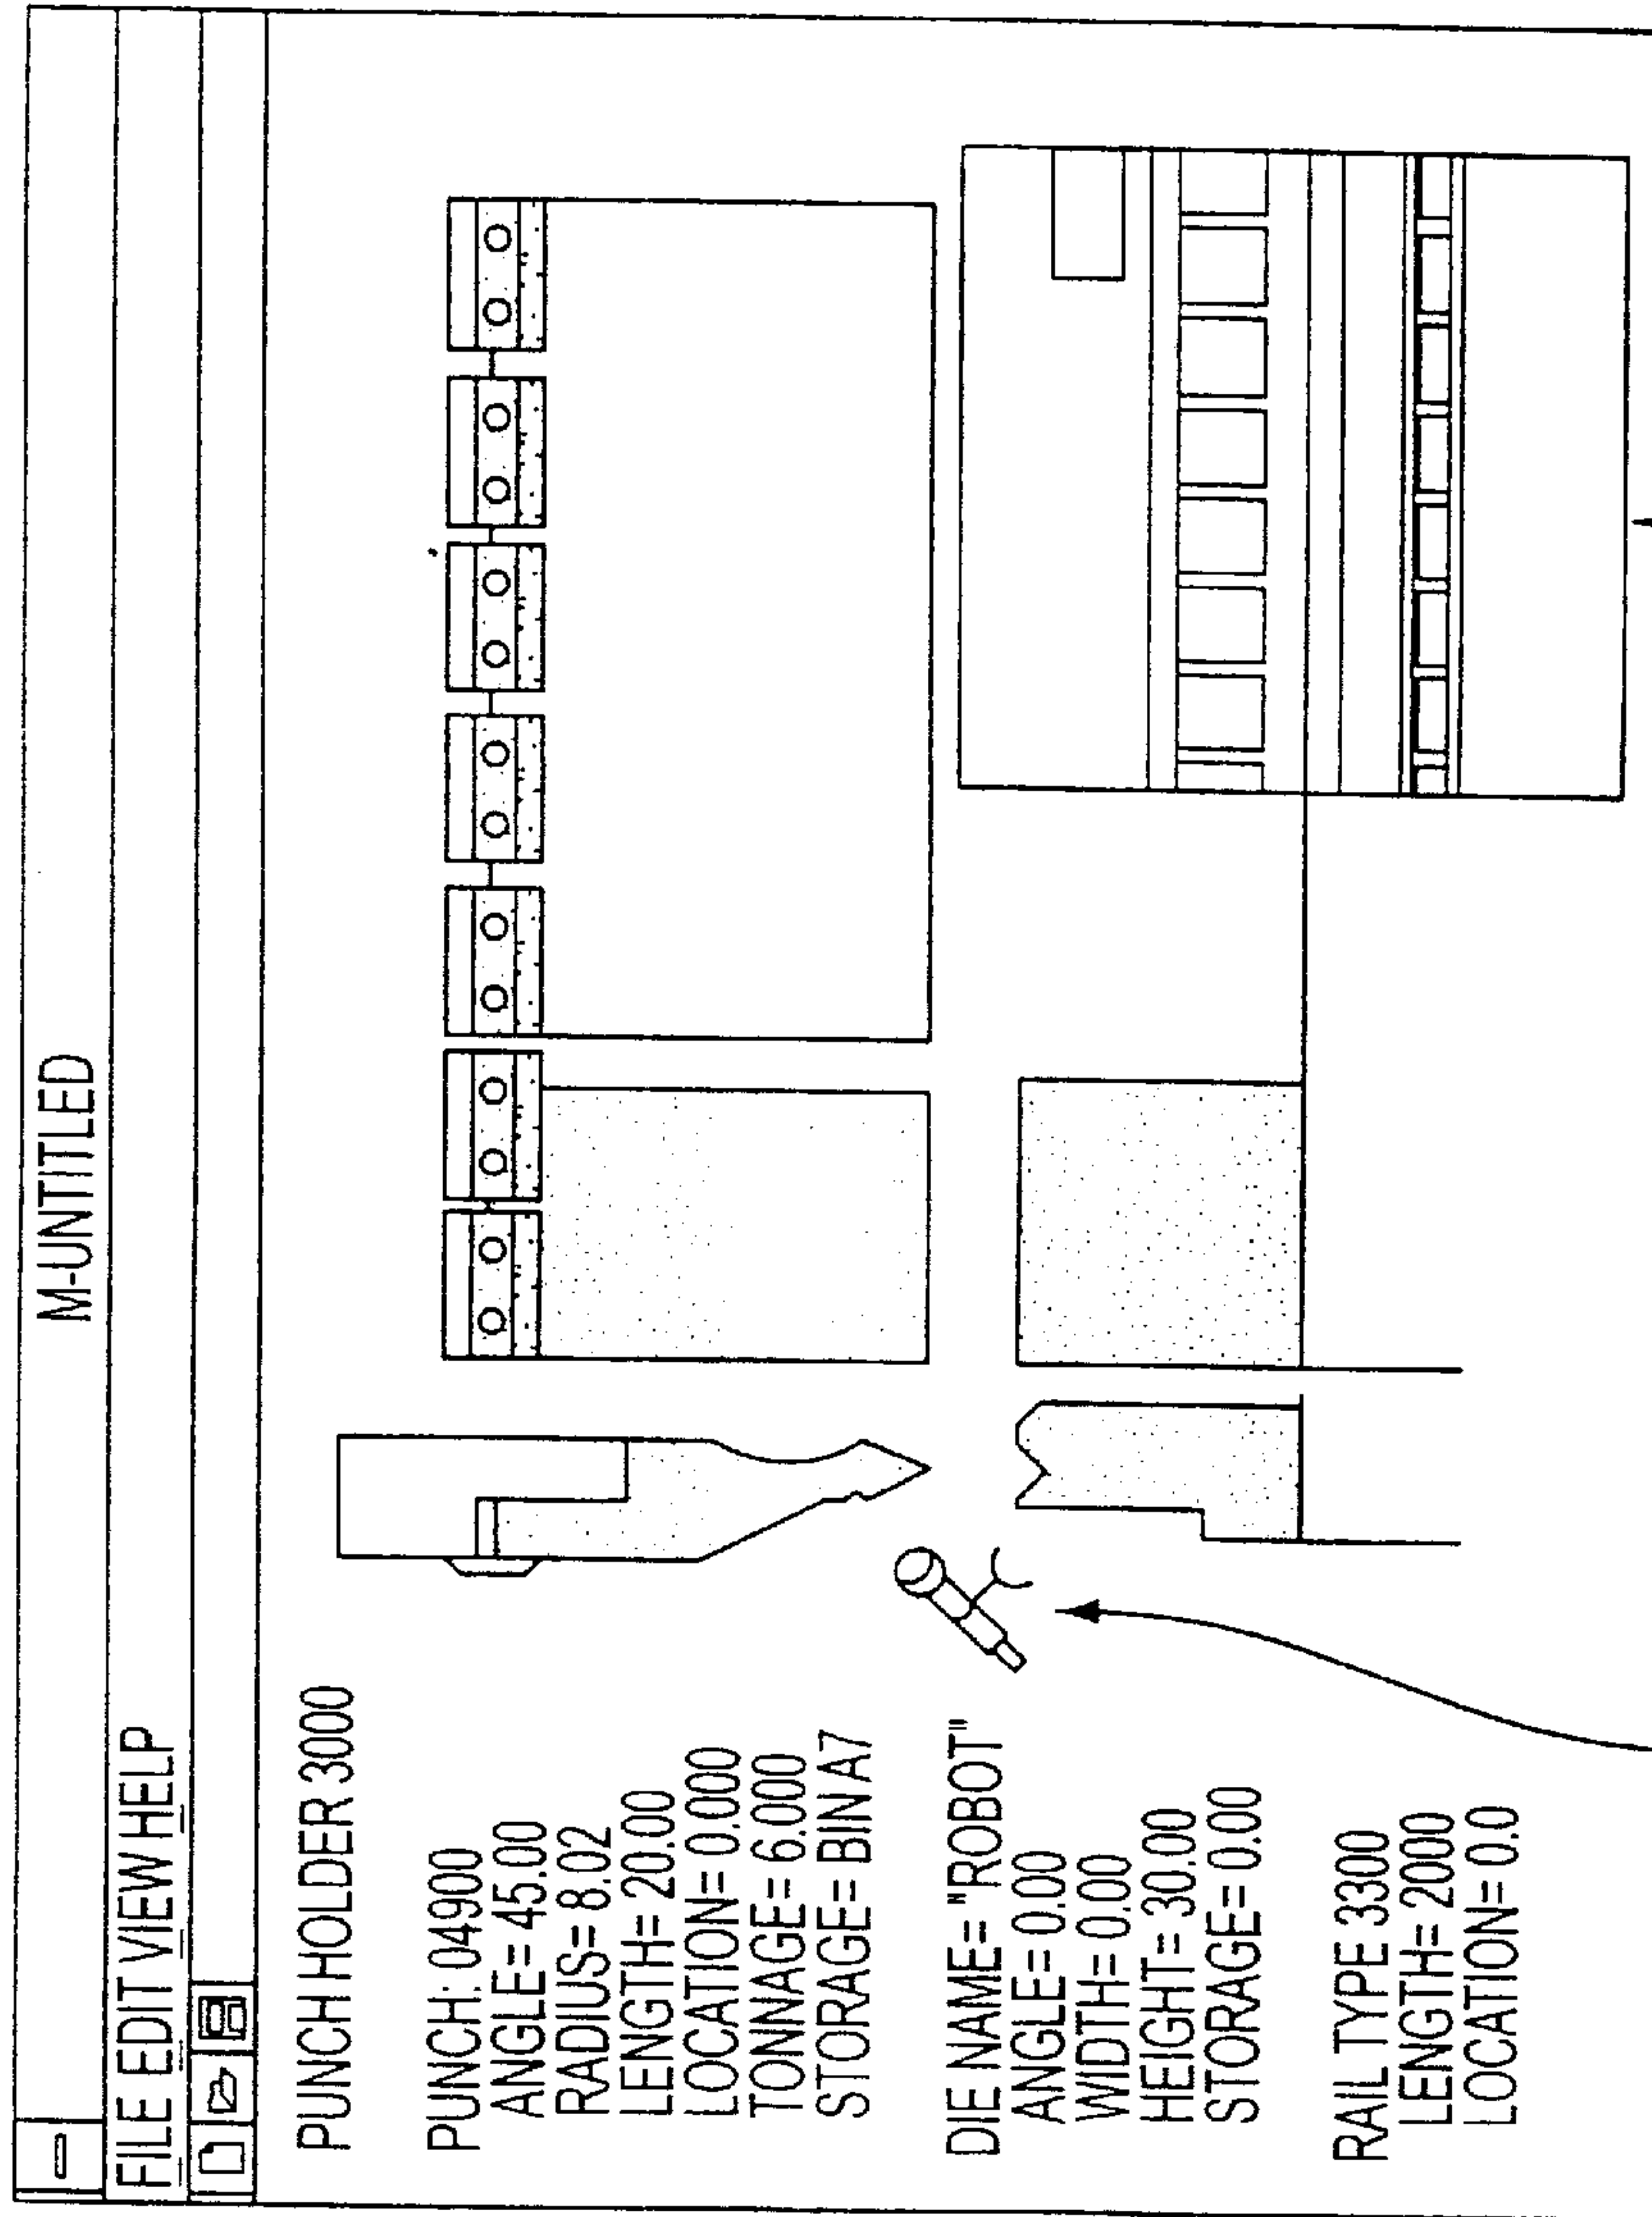 M-UNTITLED
FILE EDIT VIEW HELP
PUNCH HOLDER 3000
PUNCH: 04900
ANGLE= 45.00
RADIUS= 8.02
LENGTH= 20.00
LOCATION= 0.000
TONNAGE= 6.000
STORAGE= BIN A7
DIE NAME= "ROBOT"
ANGLE= 0.00
WIDTH= 0.00
HEIGHT= 30.00
STORAGE= 0.00
RAIL TYPE 3300
LENGTH= 2000
LOCATION= 0.0